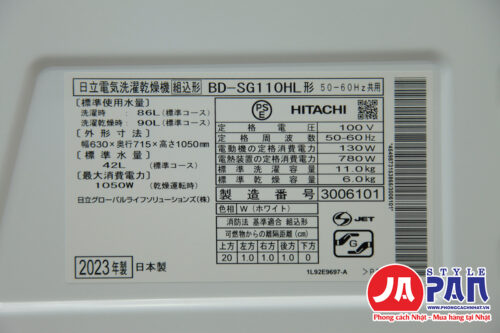 日立電気洗濯乾燥機 組込形 BD-SG110HL形 50-60Hz共用
[標準使用水量]
洗濯時： 86L(標準コース)
洗濯乾燥時： 90L(標準コース)
[外形寸法]
幅630×奥行715×高さ1050mm
[標準水量]
42L(標準コース)
[最大消費電力]
1050W(乾燥運転時)
日立グローバルライフソリューションズ(株)
2023年製 日本製
PSE HITACHI
定格電圧 100V
定格周波数 50-60Hz
電動機の定格消費電力 130W
電熱装置の定格消費電力 780W
標準洗濯容量 11.0kg
標準乾燥容量 6.0kg
製造番号 3006101
色相 W(ホワイト)
消防法 基準適合 組込形
可燃物からの離隔距離(cm)
上方 左方 右方 前方 後方 下方
20 1.0 1.0 2.0 1.0 0
S JET
1L92E9697-A
JAPAN
STYLE
WWW.PHONGCACHNHAT.VN
Phong cách Nhật - Mua hàng tại Nhật